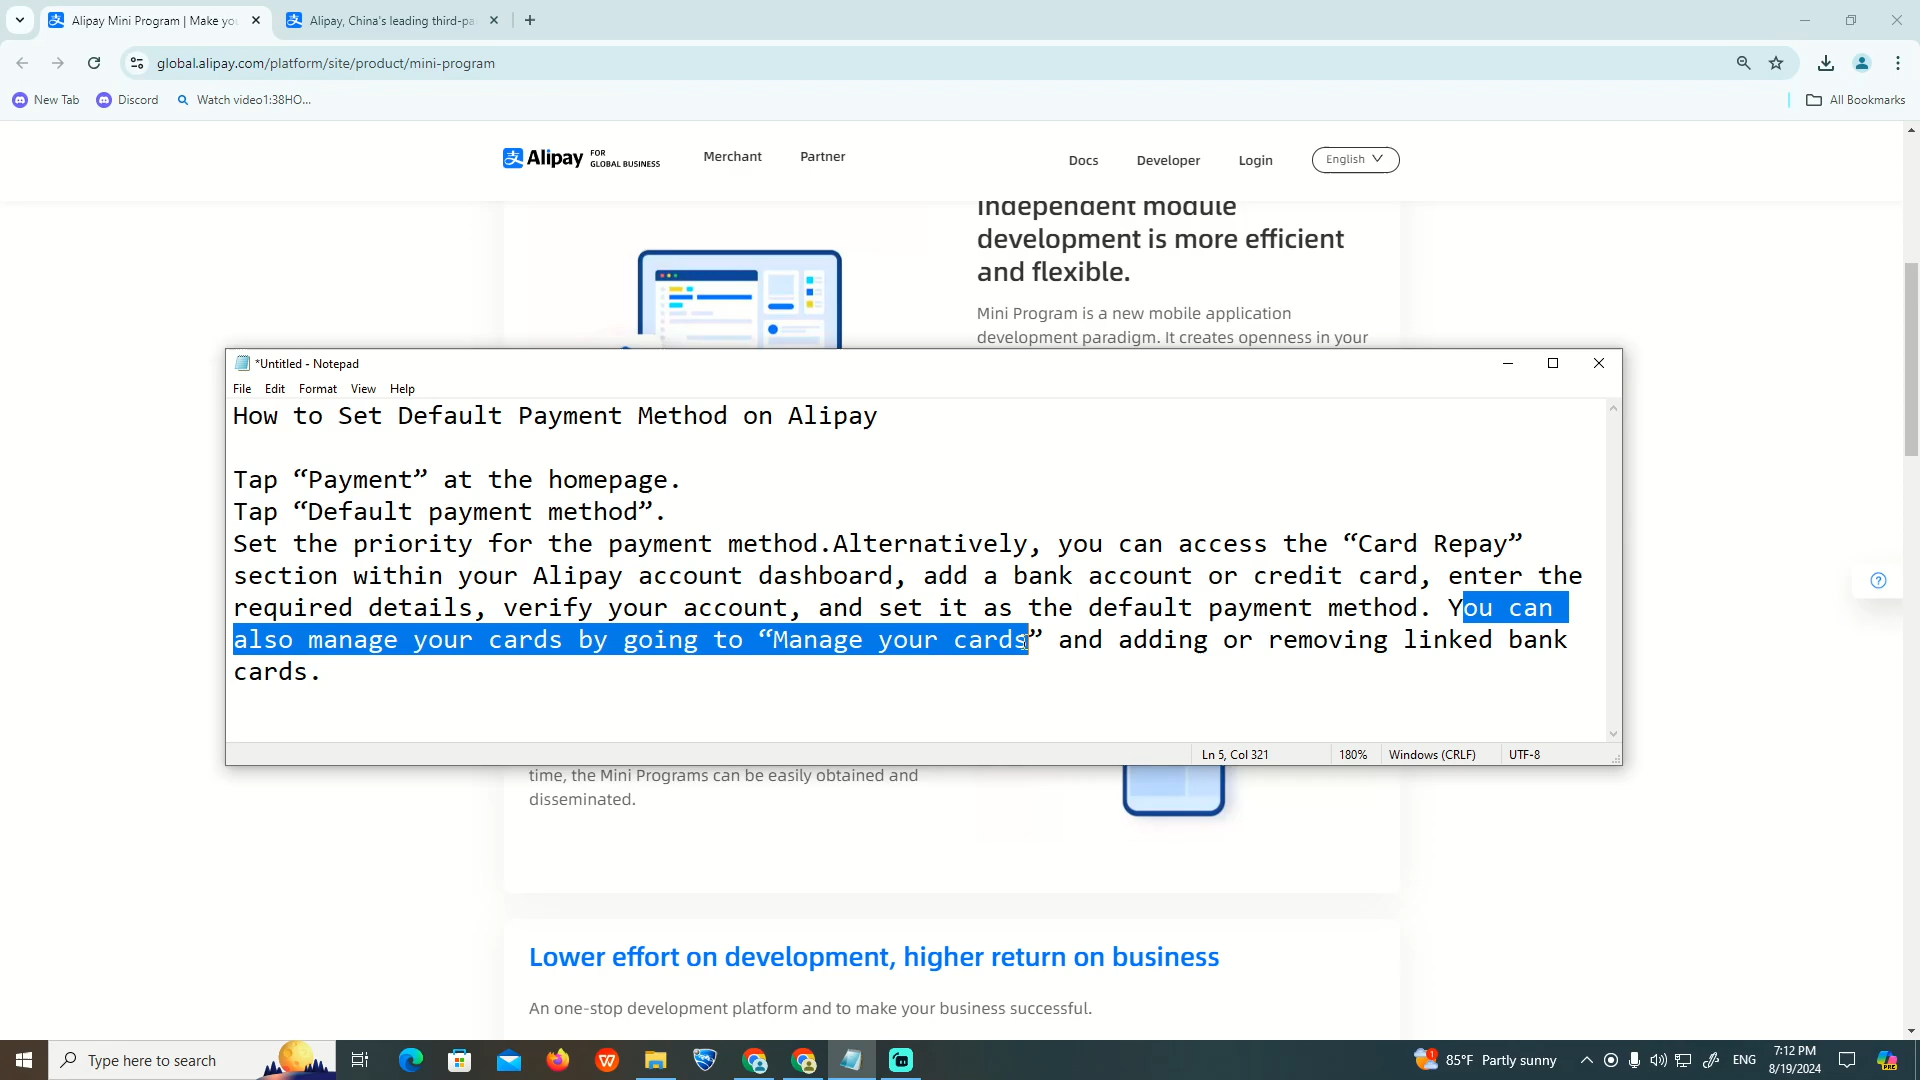 Alipay Mini Program | Make yo
Alipay, China's leading third-pa
global.alipay.com/platform/site/product/mini-program
New Tab
Discord
Watch video1:38HO...
All Bookmarks
支 Alipay FOR GLOBAL BUSINESS
Merchant
Partner
Docs
Developer
Login
English
Independent module
development is more efficient
and flexible.
Mini Program is a new mobile application
development paradigm. It creates openness in your
*Untitled - Notepad
File Edit Format View Help
How to Set Default Payment Method on Alipay
Tap “Payment” at the homepage.
Tap “Default payment method”.
Set the priority for the payment method.Alternatively, you can access the “Card Repay”
section within your Alipay account dashboard, add a bank account or credit card, enter the
required details, verify your account, and set it as the default payment method. You can
also manage your cards by going to “Manage your cards” and adding or removing linked bank
cards.
Ln 5, Col 321
180%
Windows (CRLF)
UTF-8
time, the Mini Programs can be easily obtained and
disseminated.
Lower effort on development, higher return on business
An one-stop development platform and to make your business successful.
Type here to search
85°F Partly sunny
ENG
7:12 PM
8/19/2024